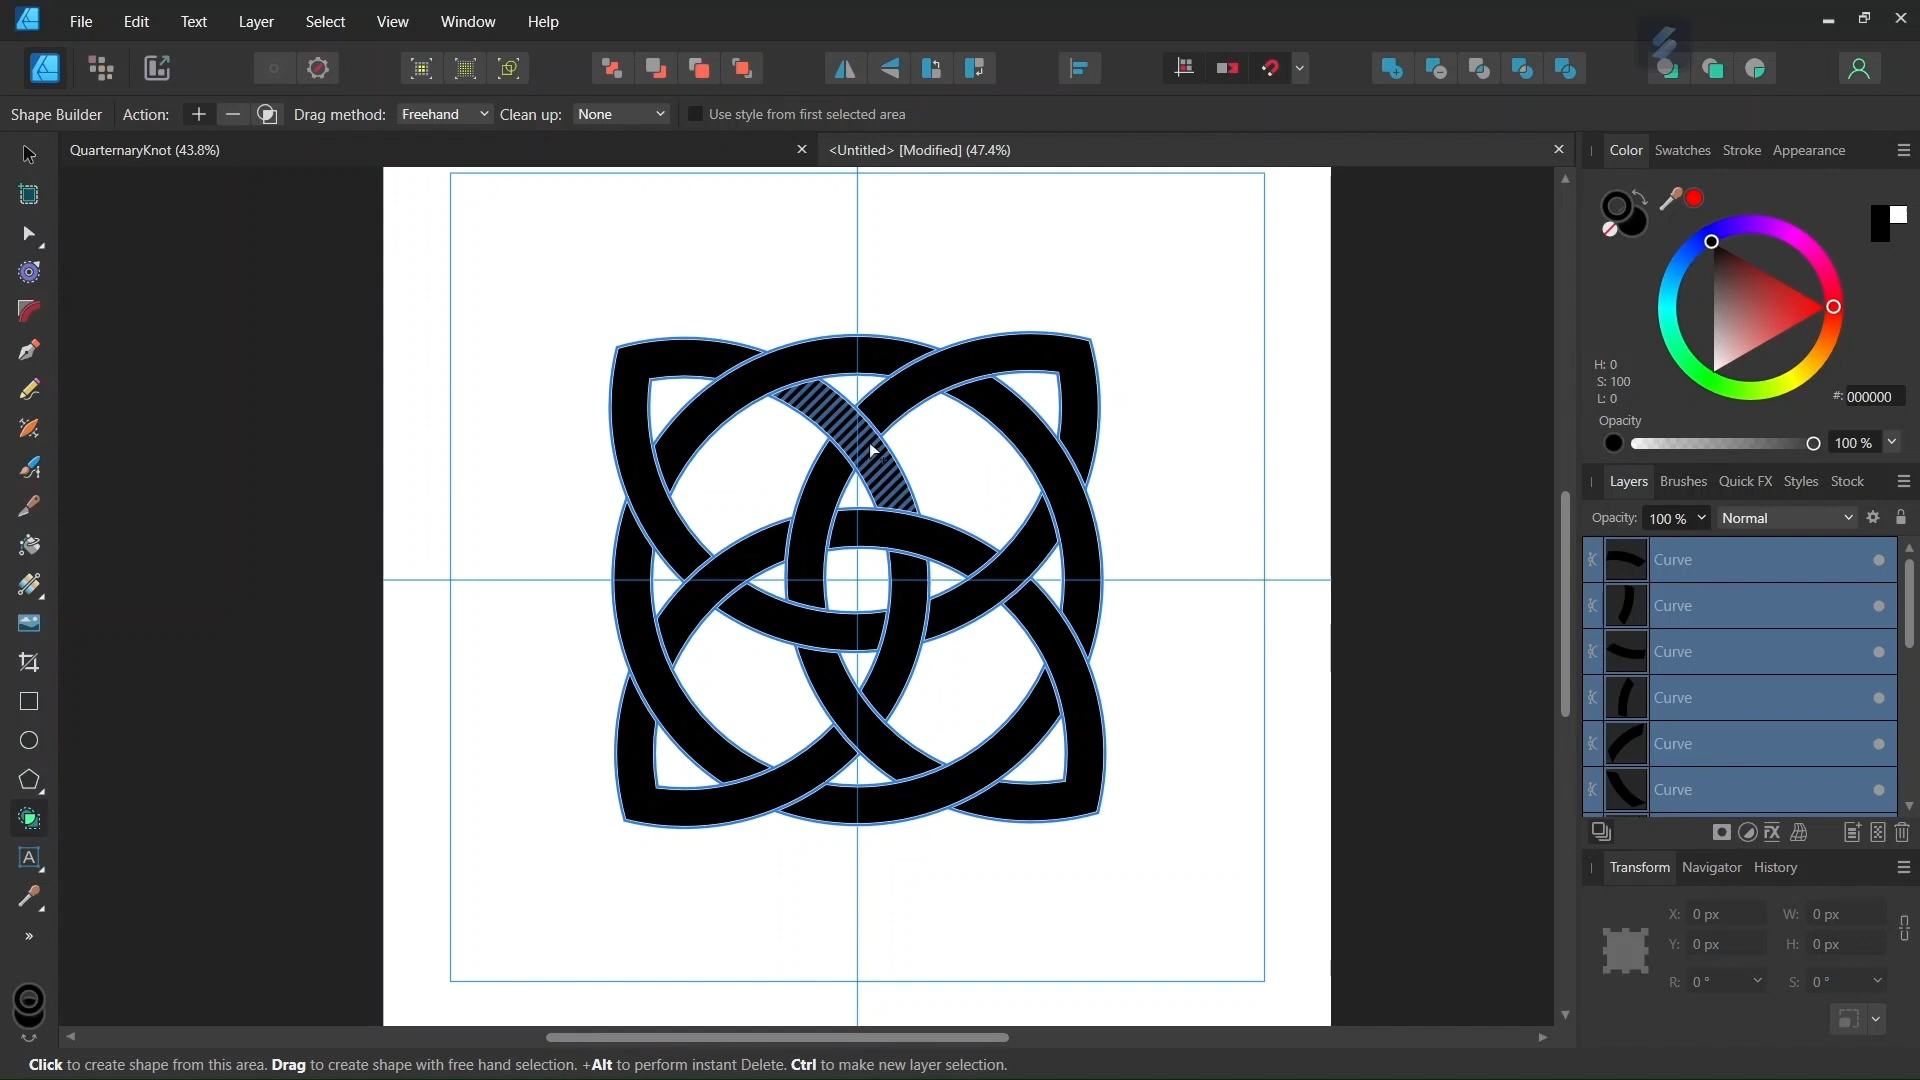 File Edit Text Layer Select View Window Help
Shape Builder Action: Drag method: Freehand Clean up: None Use style from first selected area
QuarternaryKnot (43.8%)
<Untitled> [Modified] (47.4%)
Color Swatches Stroke Appearance
H: 0
S: 100
L: 0
#: 000000
Opacity
100 %
Layers Brushes Quick FX Styles Stock
Opacity: 100 % Normal
Curve
Curve
Curve
Curve
Curve
Curve
Transform Navigator History
X: 0 px W: 0 px
Y: 0 px H: 0 px
R: 0 ° S: 0 °
Click to create shape from this area. Drag to create shape with free hand selection. +Alt to perform instant Delete. Ctrl to make new layer selection.